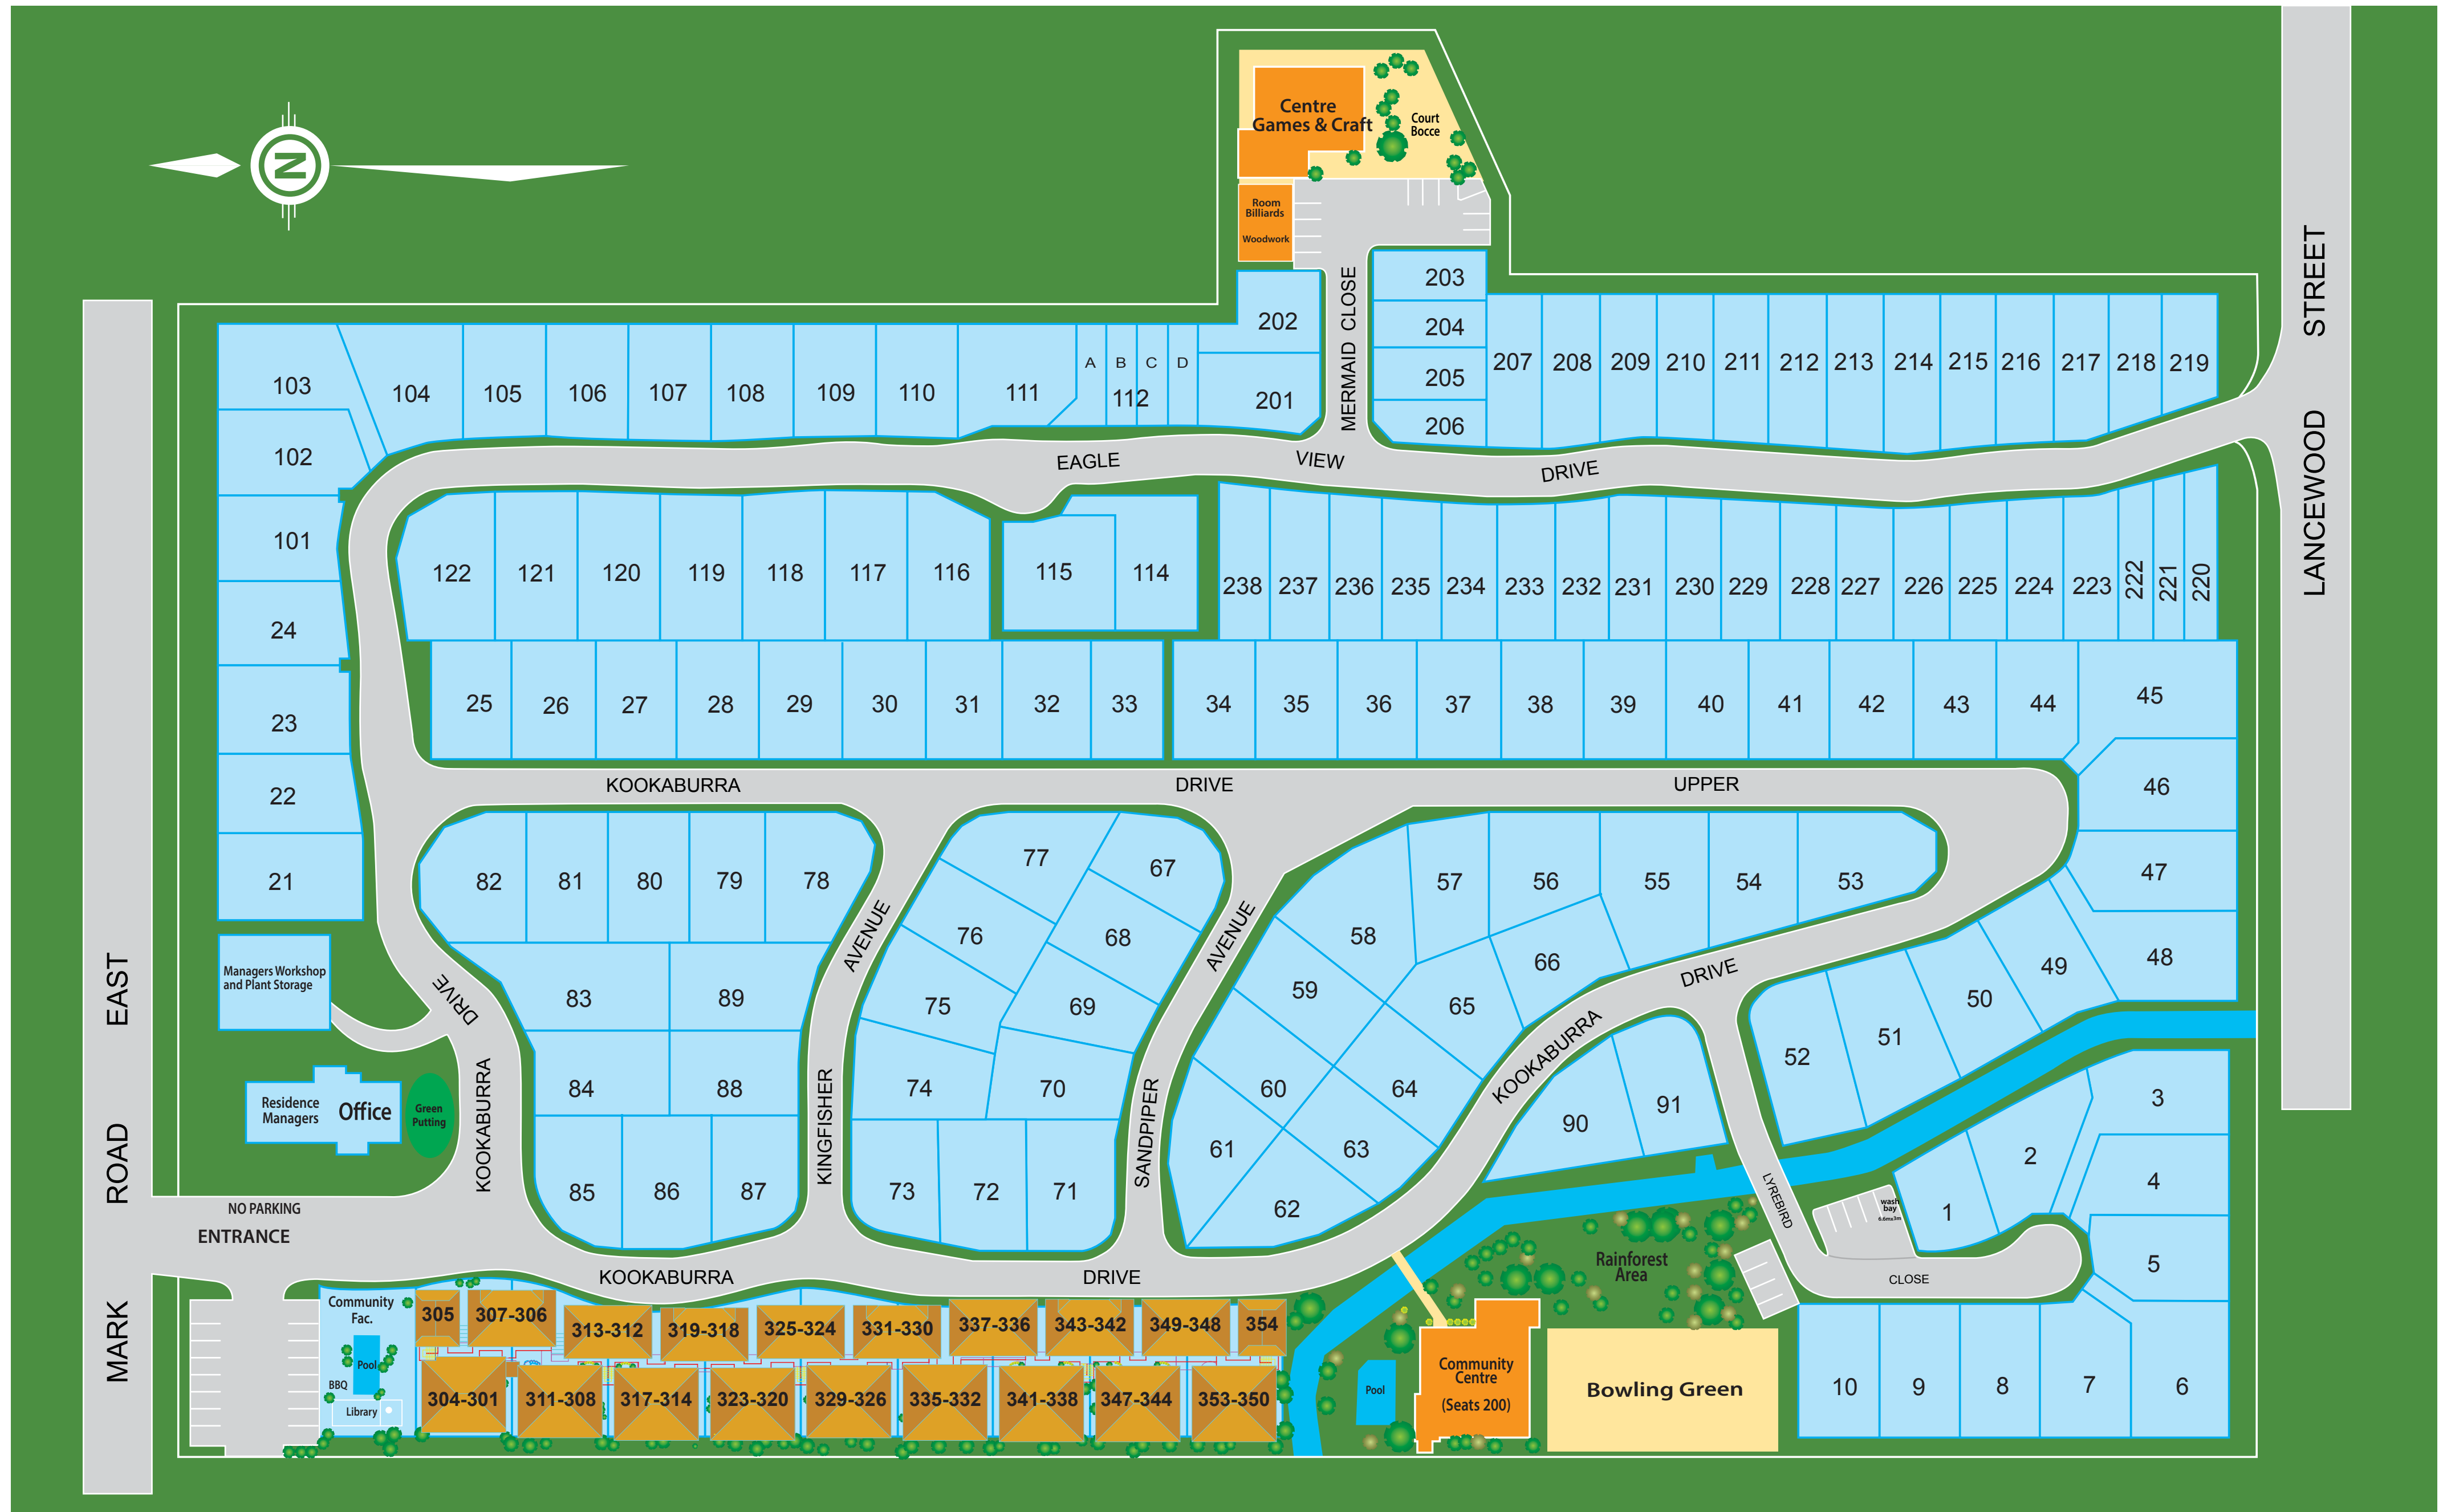 Centre
Games & Craft
Court
Bocce
N
Room
Billiards
Woodwork
MERMAID CLOSE
STREET
LANCEWOOD
202
201
203
204
205
206
207 208 209 210 211 212 213 214 215 216 217 218 219
103
102
101
24
23
22
21
104 105 106 107 108 109 110 111
A B C D
112
EAGLE VIEW DRIVE
122 121 120 119 118 117 116 115 114
238 237 236 235 234 233 232 231 230 229 228 227 226 225 224 223 222 221 220
25 26 27 28 29 30 31 32 33 34 35 36 37 38 39 40 41 42 43 44 45
46
47
48
KOOKABURRA DRIVE UPPER
82 81 80 79 78
83 89
84 88
85 86 87
AVENUE
KINGFISHER
77 67
76 68
75 69
74 70
73 72 71
AVENUE
SANDPIPER
57 56 55 54 53
58 66
59 65
60 64
61 63
62
DRIVE
KOOKABURRA
49
50
51
52
90 91
3
2
4
1
5
LYREBIRD
CLOSE
wash
bay
6.6mx3m
10 9 8 7 6
EAST
ROAD
MARK
Managers Workshop
and Plant Storage
Residence
Managers
Office
Green
Putting
DRIVE
KOOKABURRA
NO PARKING
ENTRANCE
KOOKABURRA DRIVE
Community
Fac.
Pool
BBQ
Library
305 307-306 313-312 319-318 325-324 331-330 337-336 343-342 349-348 354
304-301 311-308 317-314 323-320 329-326 335-332 341-338 347-344 353-350
Rainforest
Area
Pool
Community
Centre
(Seats 200)
Bowling Green